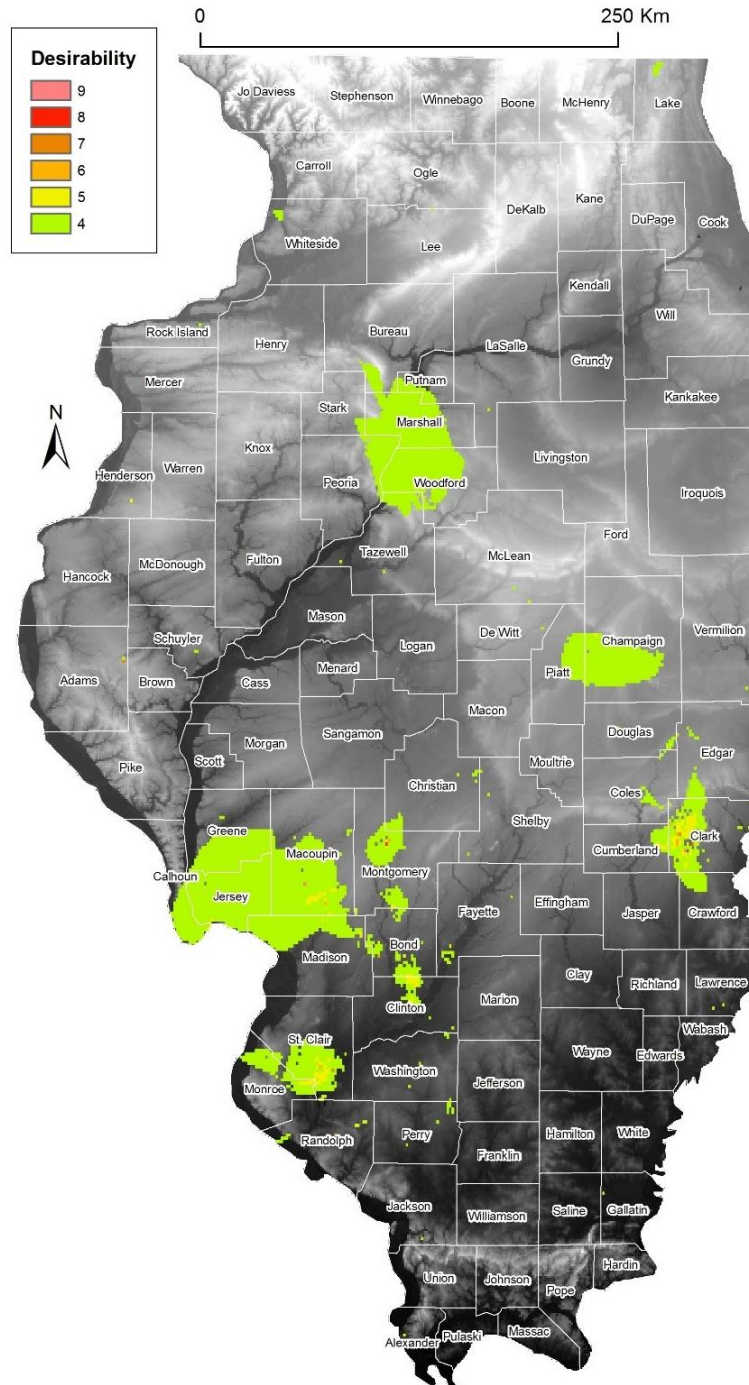 0 250 Km
Desirability
9
8
7
6
5
4
N
Jo Daviess
Stephenson
Winnebago
Boone
McHenry
Lake
Carroll
Ogle
Kane
DeKalb
DuPage
Cook
Whiteside
Lee
Kendall
Will
Rock Island
Henry
Bureau
LaSalle
Grundy
Mercer
Putnam
Kankakee
Stark
Marshall
Knox
Henderson
Warren
Peoria
Woodford
Livingston
Iroquois
Ford
Tazewell
McLean
Hancock
McDonough
Fulton
Mason
Schuyler
Logan
De Witt
Champaign
Vermilion
Adams
Brown
Cass
Menard
Piatt
Macon
Sangamon
Douglas
Morgan
Scott
Moultrie
Edgar
Pike
Christian
Coles
Shelby
Greene
Macoupin
Cumberland
Clark
Calhoun
Montgomery
Jersey
Fayette
Effingham
Jasper
Crawford
Madison
Bond
Clay
Richland
Lawrence
Clinton
Marion
Wabash
St. Clair
Wayne
Edwards
Washington
Monroe
Jefferson
Randolph
Perry
Hamilton
White
Franklin
Jackson
Williamson
Saline
Gallatin
Union
Johnson
Pope
Hardin
Alexander
Pulaski
Massac